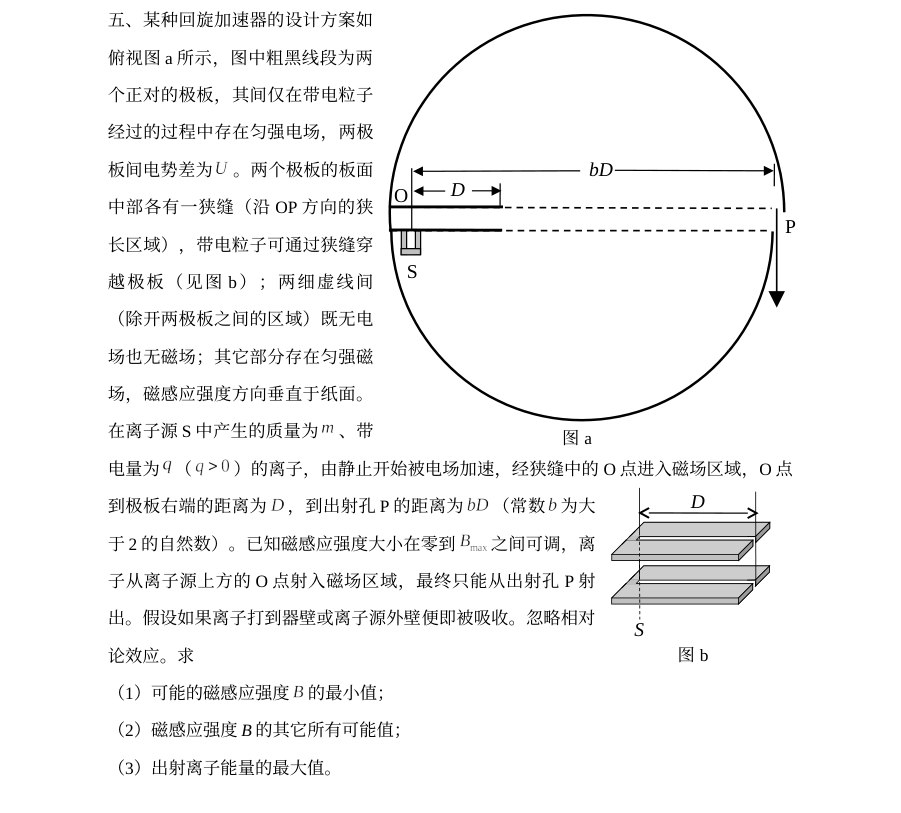 五、某种回旋加速器的设计方案如
俯视图 a 所示，图中粗黑线段为两
个正对的极板，其间仅在带电粒子
经过的过程中存在匀强电场，两极
板间电势差为 U 。两个极板的板面
中部各有一狭缝（沿 OP 方向的狭
长区域），带电粒子可通过狭缝穿
越极板（见图 b）；两细虚线间
（除开两极板之间的区域）既无电
场也无磁场；其它部分存在匀强磁
场，磁感应强度方向垂直于纸面。
在离子源 S 中产生的质量为 m 、带
bD
D
O
P
S
图 a
电量为 q （ q > 0 ）的离子，由静止开始被电场加速，经狭缝中的 O 点进入磁场区域，O 点
到极板右端的距离为 D ，到出射孔 P 的距离为 bD （常数 b 为大
于 2 的自然数）。已知磁感应强度大小在零到 Bmax 之间可调，离
子从离子源上方的 O 点射入磁场区域，最终只能从出射孔 P 射
出。假设如果离子打到器壁或离子源外壁便即被吸收。忽略相对
论效应。求
D
S
图 b
（1）可能的磁感应强度 B 的最小值；
（2）磁感应强度 B 的其它所有可能值；
（3）出射离子能量的最大值。